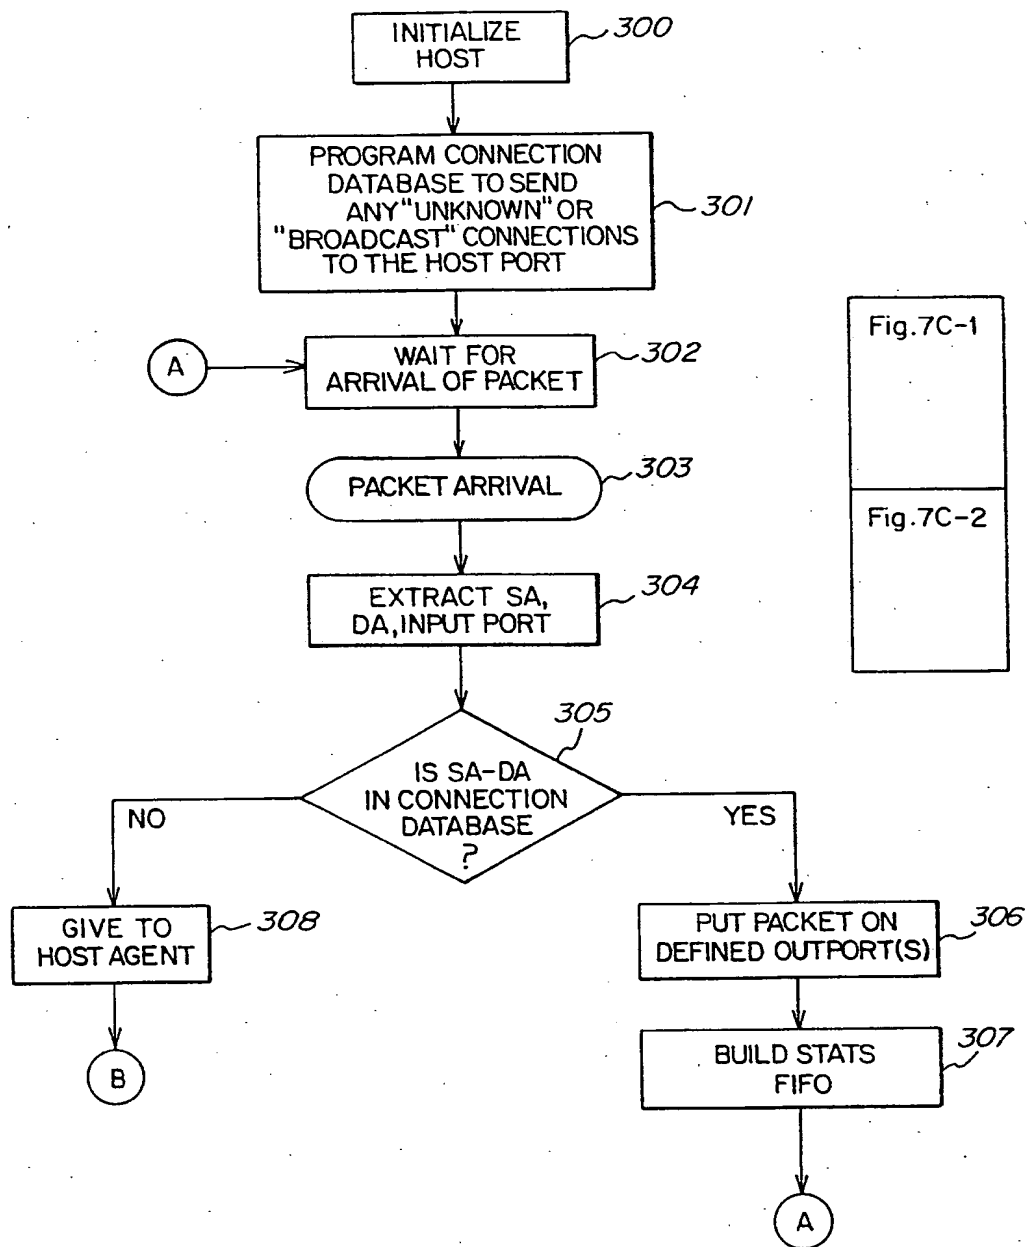 INITIALIZE
HOST
300
PROGRAM CONNECTION
DATABASE TO SEND
ANY "UNKNOWN" OR
"BROADCAST" CONNECTIONS
TO THE HOST PORT
301
A
WAIT FOR
ARRIVAL OF PACKET
302
PACKET ARRIVAL
303
EXTRACT SA,
DA, INPUT PORT
304
Fig.7C-1
Fig.7C-2
IS SA-DA
IN CONNECTION
DATABASE
?
305
NO
YES
GIVE TO
HOST AGENT
308
B
PUT PACKET ON
DEFINED OUTPORT(S)
306
BUILD STATS
FIFO
307
A